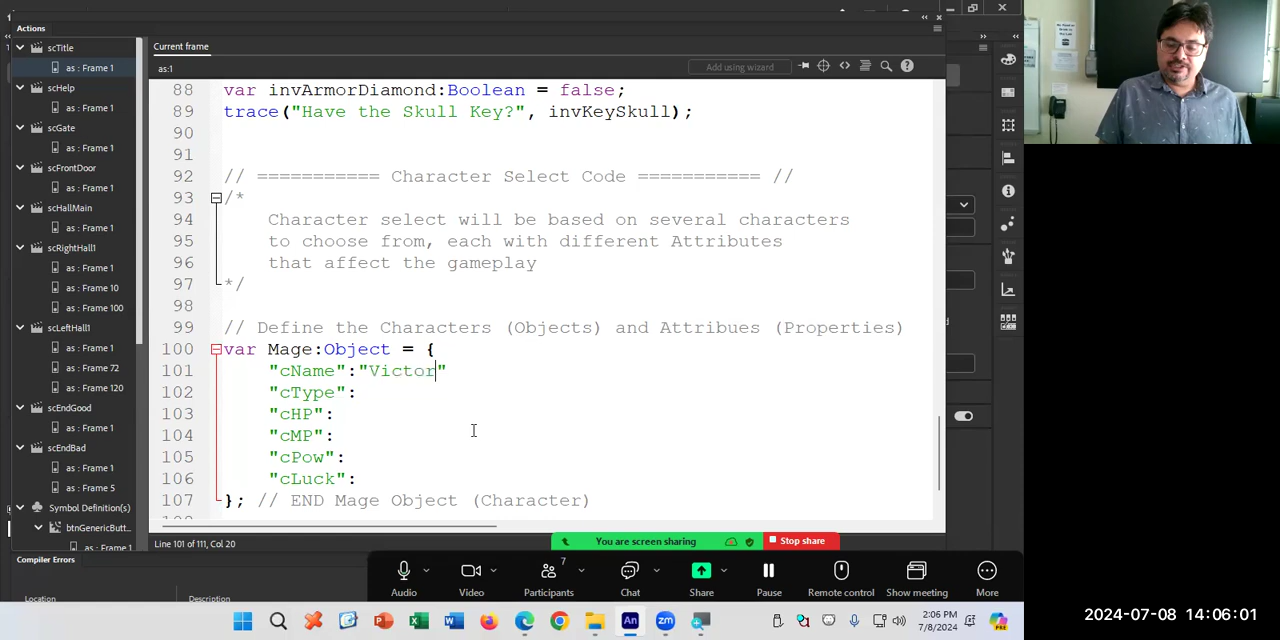 Actions
scTitle
as : Frame 1
scHelp
as : Frame 1
scGate
as : Frame 1
scFrontDoor
as : Frame 1
scHallMain
as : Frame 1
scRightHall1
as : Frame 1
as : Frame 10
as : Frame 100
scLeftHall1
as : Frame 1
as : Frame 72
as : Frame 120
scEndGood
as : Frame 1
scEndBad
as : Frame 1
as : Frame 5
Symbol Definition(s)
btnGenericButt...
as : Frame 1
Current frame
as:1
Add using wizard
88 var invArmorDiamond:Boolean = false;
89 trace("Have the Skull Key?", invKeySkull);
90
91
92 // =========== Character Select Code =========== //
93 /*
94 Character select will be based on several characters
95 to choose from, each with different Attributes
96 that affect the gameplay
97 */
98
99 // Define the Characters (Objects) and Attribues (Properties)
100 var Mage:Object = {
101 "cName":"Victor"
102 "cType":
103 "cHP":
104 "cMP":
105 "cPow":
106 "cLuck":
107 }; // END Mage Object (Character)
Line 101 of 111, Col 20
You are screen sharing
Stop share
Compiler Errors
Location
Description
7
Audio
Video
Participants
Chat
Share
Pause
Remote control
Show meeting
More
2:06 PM
7/8/2024
2024-07-08 14:06:01